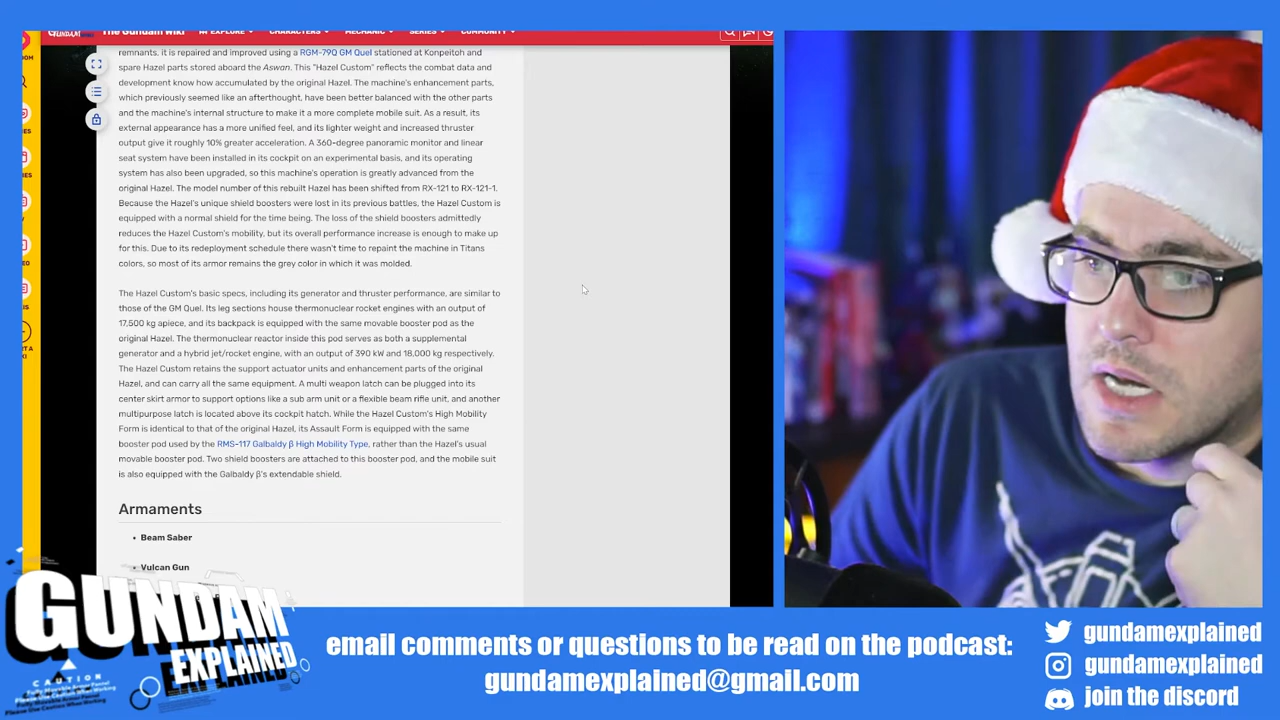 The Gundam Wiki
EXPLORE CHARACTERS MECHANIC SERIES COMMUNITY
remnants, it is repaired and improved using a RGM-79Q GM Quel stationed at Konpeitoh and
spare Hazel parts stored aboard the Aswan. This "Hazel Custom" reflects the combat data and
development know how accumulated by the original Hazel. The machine's enhancement parts,
which previously seemed like an afterthought, have been better balanced with the other parts
and the machine's internal structure to make it a more complete mobile suit. As a result, its
external appearance has a more unified feel, and its lighter weight and increased thruster
output give it roughly 10% greater acceleration. A 360-degree panoramic monitor and linear
seat system have been installed in its cockpit on an experimental basis, and its operating
system has also been upgraded, so this machine's operation is greatly advanced from the
original Hazel. The model number of this rebuilt Hazel has been shifted from RX-121 to RX-121-1.
Because the Hazel's unique shield boosters were lost in its previous battles, the Hazel Custom is
equipped with a normal shield for the time being. The loss of the shield boosters admittedly
reduces the Hazel Custom's mobility, but its overall performance increase is enough to make up
for this. Due to its redeployment schedule there wasn't time to repaint the machine in Titans
colors, so most of its armor remains the grey color in which it was molded.
The Hazel Custom's basic specs, including its generator and thruster performance, are similar to
those of the GM Quel. Its leg sections house thermonuclear rocket engines with an output of
17,500 kg apiece, and its backpack is equipped with the same movable booster pod as the
original Hazel. The thermonuclear reactor inside this pod serves as both a supplemental
generator and a hybrid jet/rocket engine, with an output of 390 kW and 18,000 kg respectively.
The Hazel Custom retains the support actuator units and enhancement parts of the original
Hazel, and can carry all the same equipment. A multi weapon latch can be plugged into its
center skirt armor to support options like a sub arm unit or a flexible beam rifle unit, and another
multipurpose latch is located above its cockpit hatch. While the Hazel Custom's High Mobility
Form is identical to that of the original Hazel, its Assault Form is equipped with the same
booster pod used by the RMS-117 Galbaldy β High Mobility Type, rather than the Hazel's usual
movable booster pod. Two shield boosters are attached to this booster pod, and the mobile suit
is also equipped with the Galbaldy β's extendable shield.
Armaments
• Beam Saber
• Vulcan Gun
GUNDAM
EXPLAINED
CAUTION
email comments or questions to be read on the podcast:
gundamexplained@gmail.com
gundamexplained
gundamexplained
join the discord